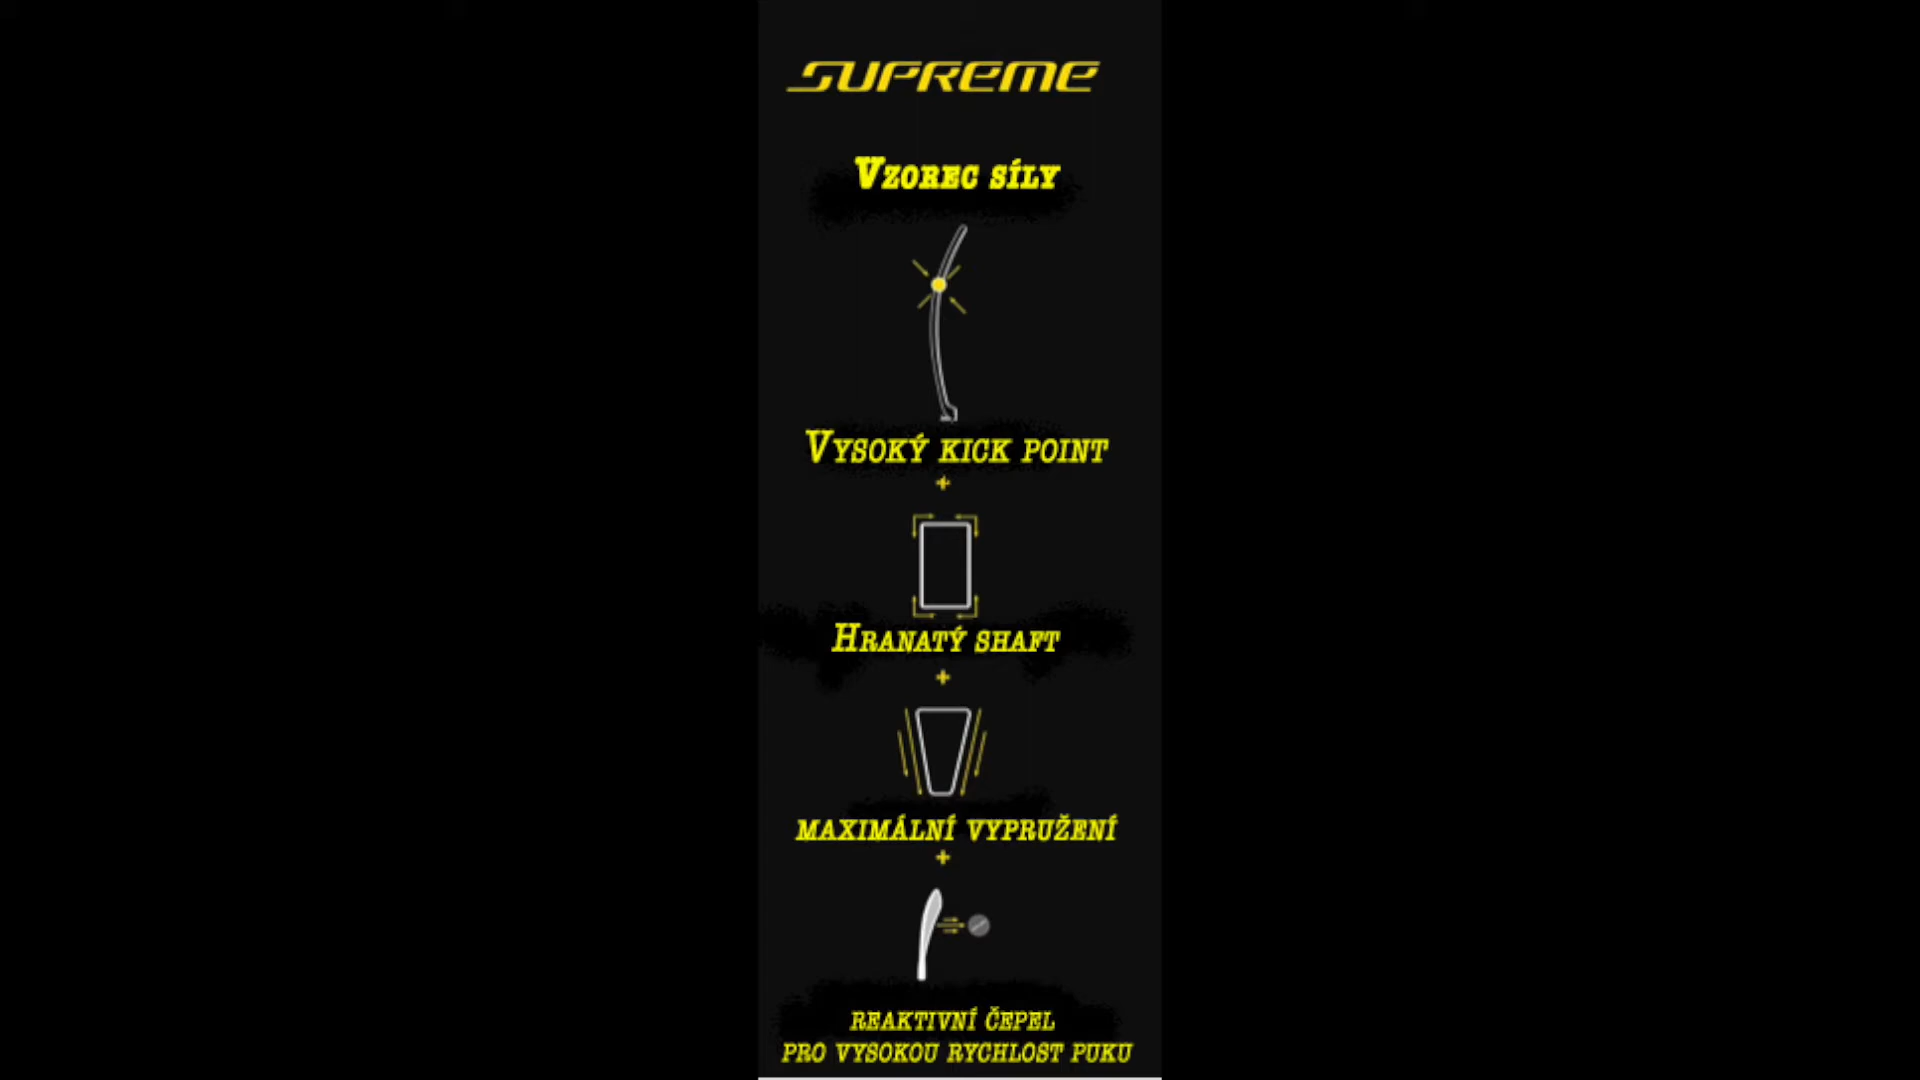 SUPREME
VZOREC SÍLY
VYSOKÝ KICK POINT
+
HRANATÝ SHAFT
+
MAXIMÁLNÍ VYPRUŽENÍ
+
REAKTIVNÍ ČEPEL
PRO VYSOKOU RYCHLOST PUKU